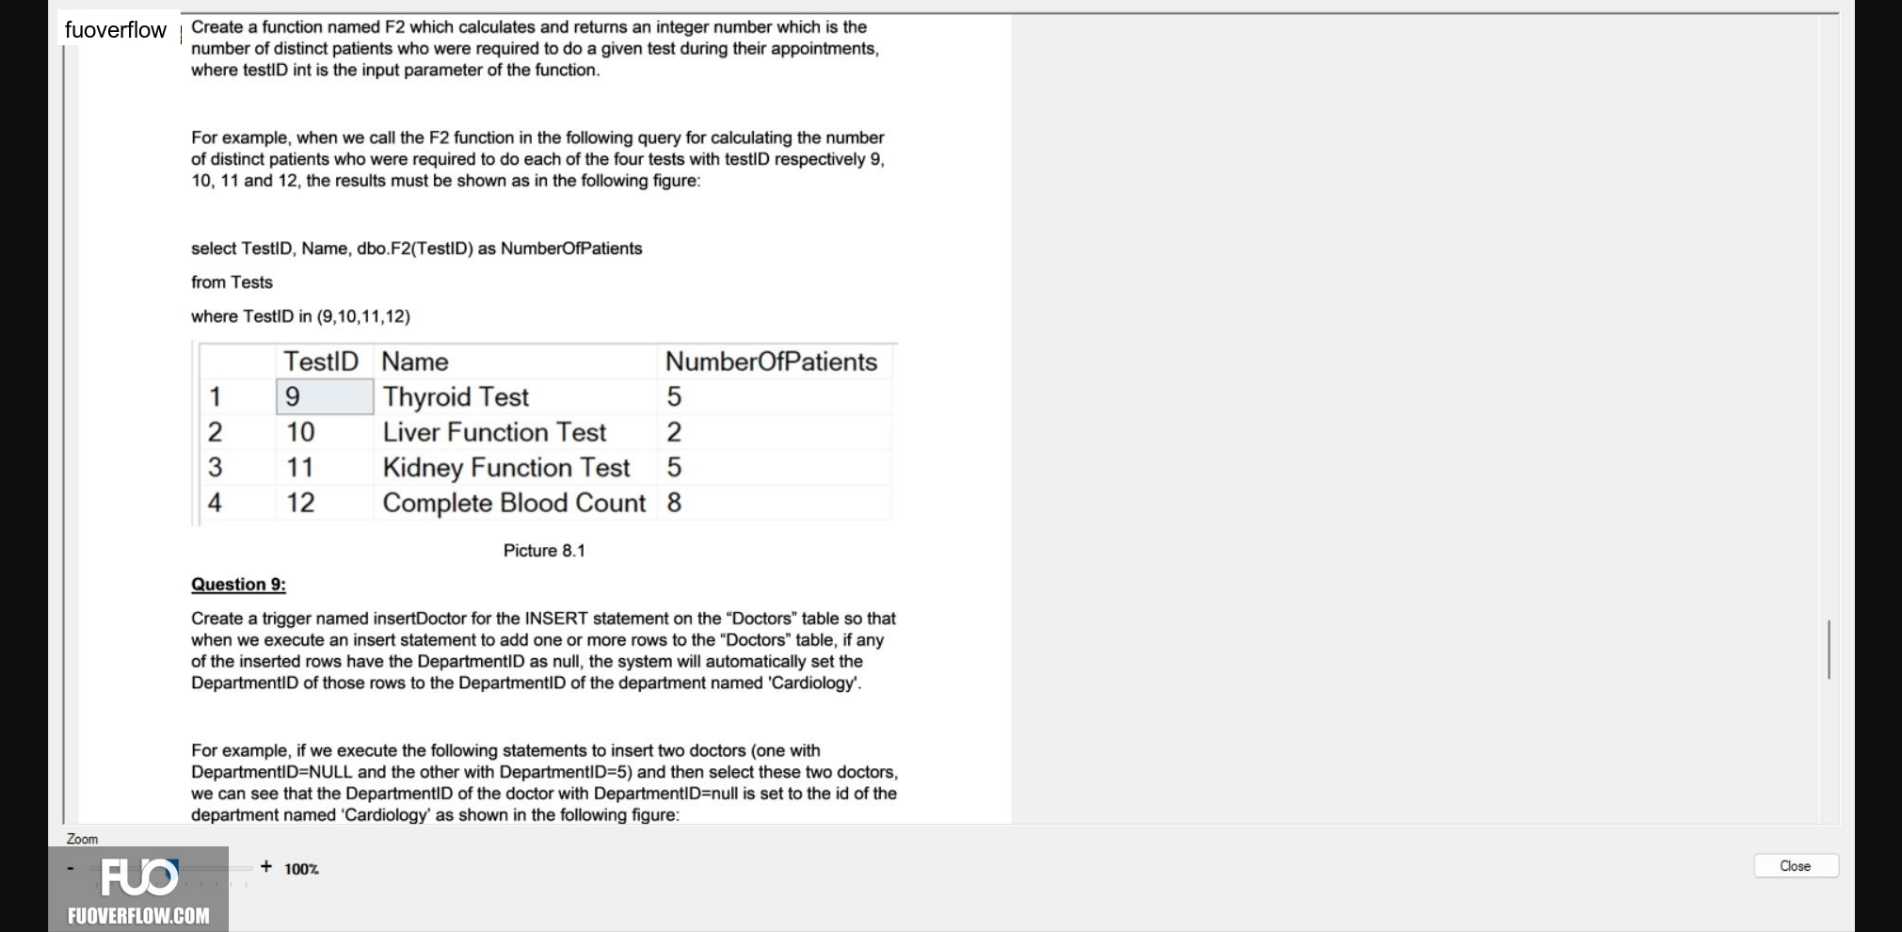 fuoverflow
Create a function named F2 which calculates and returns an integer number which is the
number of distinct patients who were required to do a given test during their appointments,
where testID int is the input parameter of the function.
For example, when we call the F2 function in the following query for calculating the number
of distinct patients who were required to do each of the four tests with testID respectively 9,
10, 11 and 12, the results must be shown as in the following figure:
select TestID, Name, dbo.F2(TestID) as NumberOfPatients
from Tests
where TestID in (9,10,11,12)
TestID Name NumberOfPatients
1 9 Thyroid Test 5
2 10 Liver Function Test 2
3 11 Kidney Function Test 5
4 12 Complete Blood Count 8
Picture 8.1
Question 9:
Create a trigger named insertDoctor for the INSERT statement on the “Doctors” table so that
when we execute an insert statement to add one or more rows to the “Doctors” table, if any
of the inserted rows have the DepartmentID as null, the system will automatically set the
DepartmentID of those rows to the DepartmentID of the department named 'Cardiology'.
For example, if we execute the following statements to insert two doctors (one with
DepartmentID=NULL and the other with DepartmentID=5) and then select these two doctors,
we can see that the DepartmentID of the doctor with DepartmentID=null is set to the id of the
department named ‘Cardiology’ as shown in the following figure:
Zoom
- + 100%
Close
FUO
FUOVERFLOW.COM